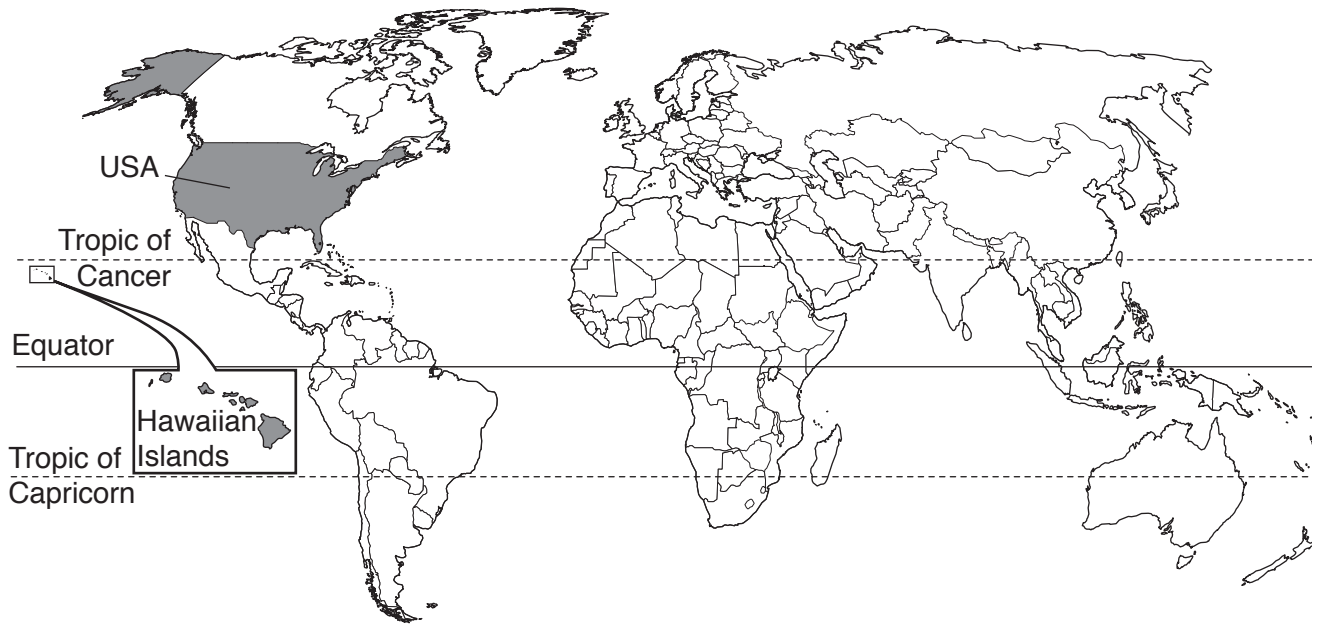 USA
Tropic of
Cancer
Equator
Hawaiian
Islands
Tropic of
Capricorn